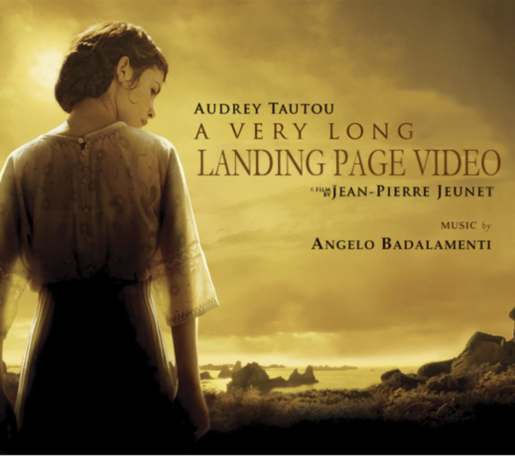 AUDREY TAUTOU
A VERY LONG
LANDING PAGE VIDEO
A FILM BY JEAN-PIERRE JEUNET
MUSIC by
ANGELO BADALAMENTI